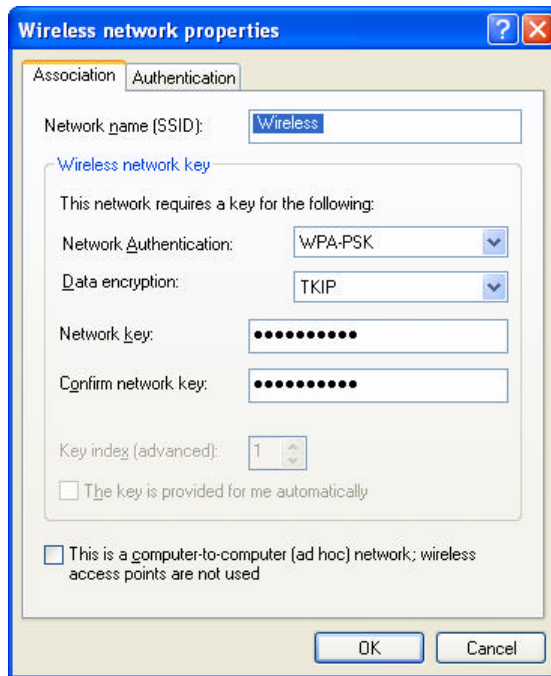 Wireless network properties
Association
Authentication
Network name (SSID):
Wireless
Wireless network key
This network requires a key for the following:
Network Authentication:
WPA-PSK
Data encryption:
TKIP
Network key:
••••••••••
Confirm network key:
••••••••••
Key index (advanced):
1
The key is provided for me automatically
This is a computer-to-computer (ad hoc) network; wireless
access points are not used
OK
Cancel